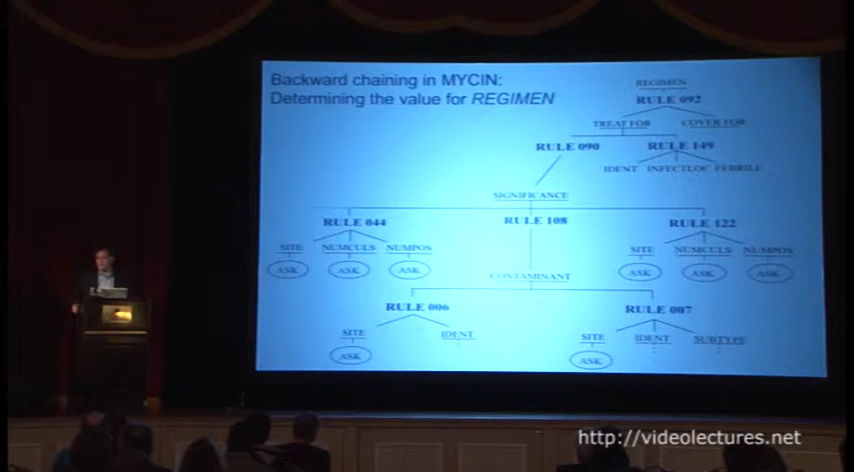 Backward chaining in MYCIN:
Determining the value for REGIMEN
REGIMEN
RULE 092
TREAT FOR COVER FOR
RULE 090 RULE 149
IDENT INFECTLOC FEBRILE
SIGNIFICANCE
RULE 044 RULE 108 RULE 122
SITE NUMCULS NUMPOS SITE NUMCULS NUMPOS
ASK ASK ASK ASK ASK ASK
CONTAMINANT
RULE 006 RULE 007
SITE IDENT SITE IDENT SUBTYPE
ASK ASK
http://videolectures.net